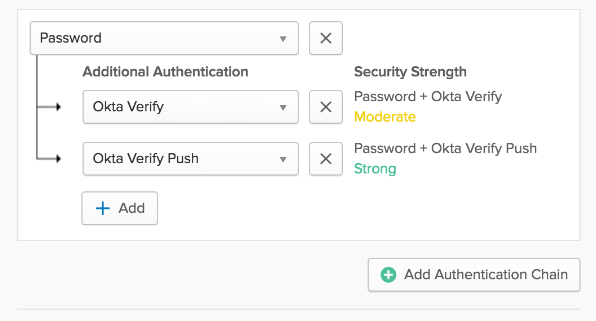 Password
Additional Authentication
Security Strength
Okta Verify
Password + Okta Verify
Moderate
Okta Verify Push
Password + Okta Verify Push
Strong
Add
Add Authentication Chain